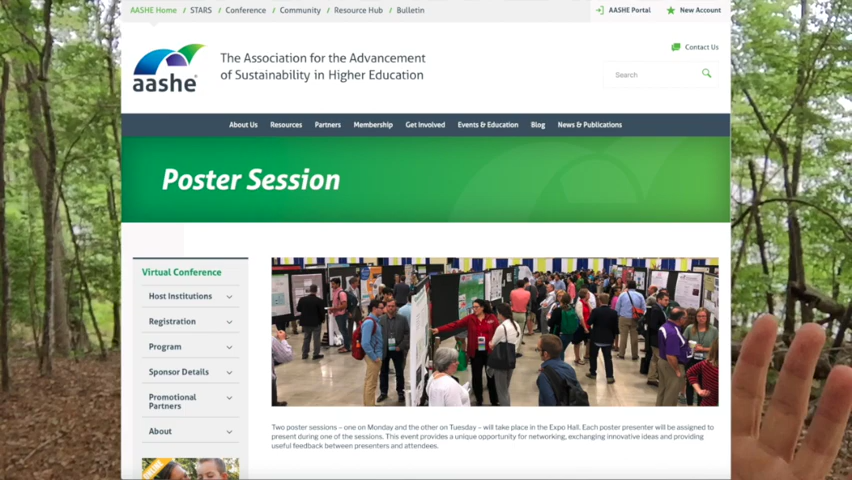 AASHE Home / STARS / Conference / Community / Resource Hub / Bulletin
AASHE Portal
New Account
aashe
The Association for the Advancement
of Sustainability in Higher Education
Contact Us
Search
About Us Resources Partners Membership Get Involved Events & Education Blog News & Publications
Poster Session
Virtual Conference
Host Institutions
Registration
Program
Sponsor Details
Promotional
Partners
About
Two poster sessions – one on Monday and the other on Tuesday – will take place in the Expo Hall. Each poster presenter will be assigned to
present during one of the sessions. This event provides a unique opportunity for networking, exchanging innovative ideas and providing
useful feedback between presenters and attendees.